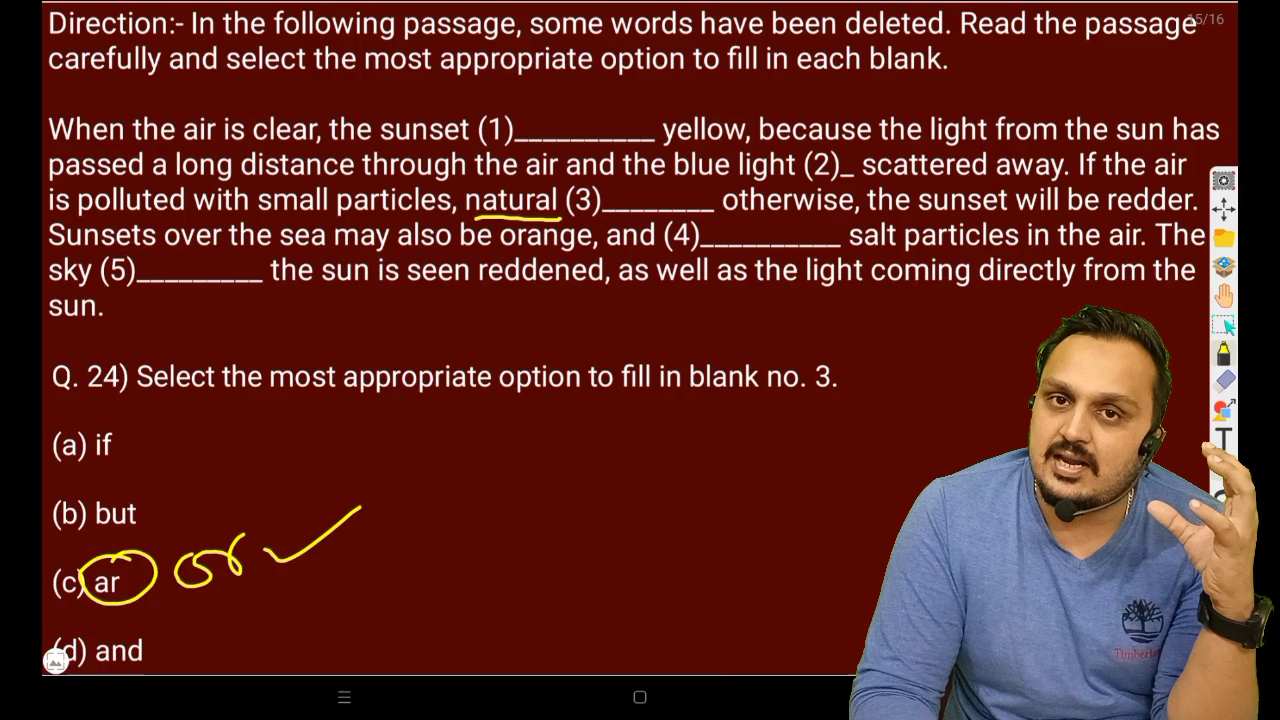 15/16
Direction:- In the following passage, some words have been deleted. Read the passage
carefully and select the most appropriate option to fill in each blank.
When the air is clear, the sunset (1)__________ yellow, because the light from the sun has
passed a long distance through the air and the blue light (2)_ scattered away. If the air
is polluted with small particles, natural (3)________ otherwise, the sunset will be redder.
Sunsets over the sea may also be orange, and (4)__________ salt particles in the air. The
sky (5)_________ the sun is seen reddened, as well as the light coming directly from the
sun.
Q. 24) Select the most appropriate option to fill in blank no. 3.
(a) if
(b) but
(c) ar or
(d) and
T
Timberland